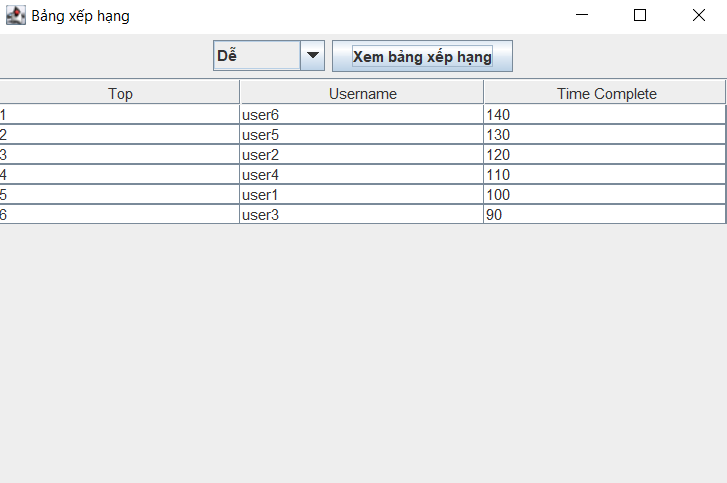 Bảng xếp hạng
Dễ Xem bảng xếp hạng
Top Username Time Complete
1 user6 140
2 user5 130
3 user2 120
4 user4 110
5 user1 100
6 user3 90